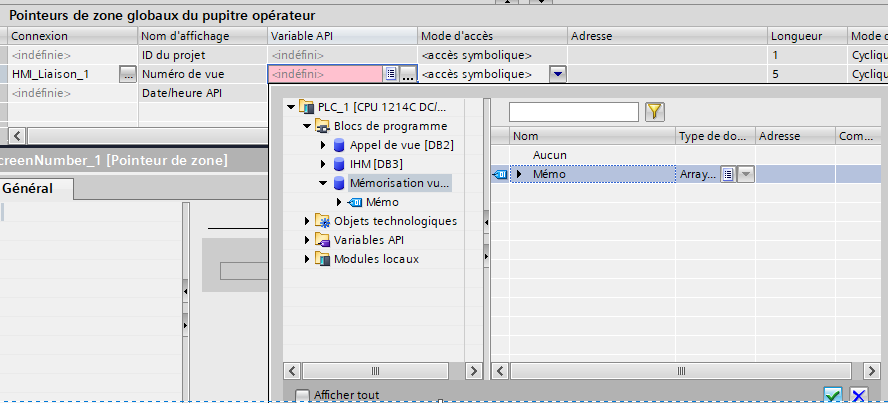 Pointeurs de zone globaux du pupitre opérateur
Connexion Nom d'affichage Variable API Mode d'accès Adresse Longueur Mode d
<indéfinie> ID du projet <indéfini> <accès symbolique> 1 Cycliq
HMI_Liaison_1 ... Numéro de vue <indéfini> ... <accès symbolique> 5 Cycliq
<indéfinie> Date/heure API
PLC_1 [CPU 1214C DC/...
Blocs de programme
Appel de vue [DB2]
IHM [DB3]
Mémorisation vu...
Mémo
Objets technologiques
Variables API
Modules locaux
Nom Type de do... Adresse Com...
Aucun
Mémo Array...
creenNumber_1 [Pointeur de zone]
Général
Afficher tout